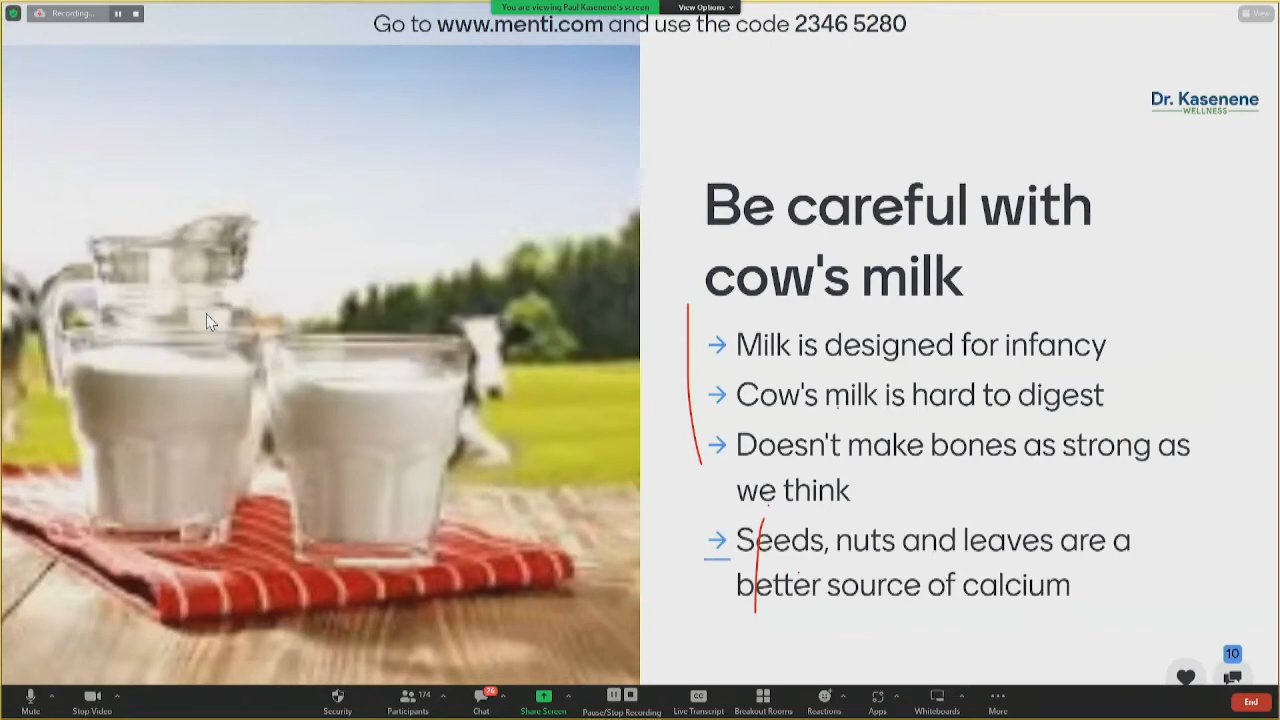 Recording...
You are viewing Paul Kasenene's screen
View Options
View
Go to www.menti.com and use the code 2346 5280
Dr. Kasenene
WELLNESS
Be careful with
cow's milk
→ Milk is designed for infancy
→ Cow's milk is hard to digest
→ Doesn't make bones as strong as
we think
→ Seeds, nuts and leaves are a
better source of calcium
10
Mute
Stop Video
Security
Participants
174
Chat
26
Share Screen
Pause/Stop Recording
CC
Live Transcript
Breakout Rooms
Reactions
Apps
Whiteboards
More
End